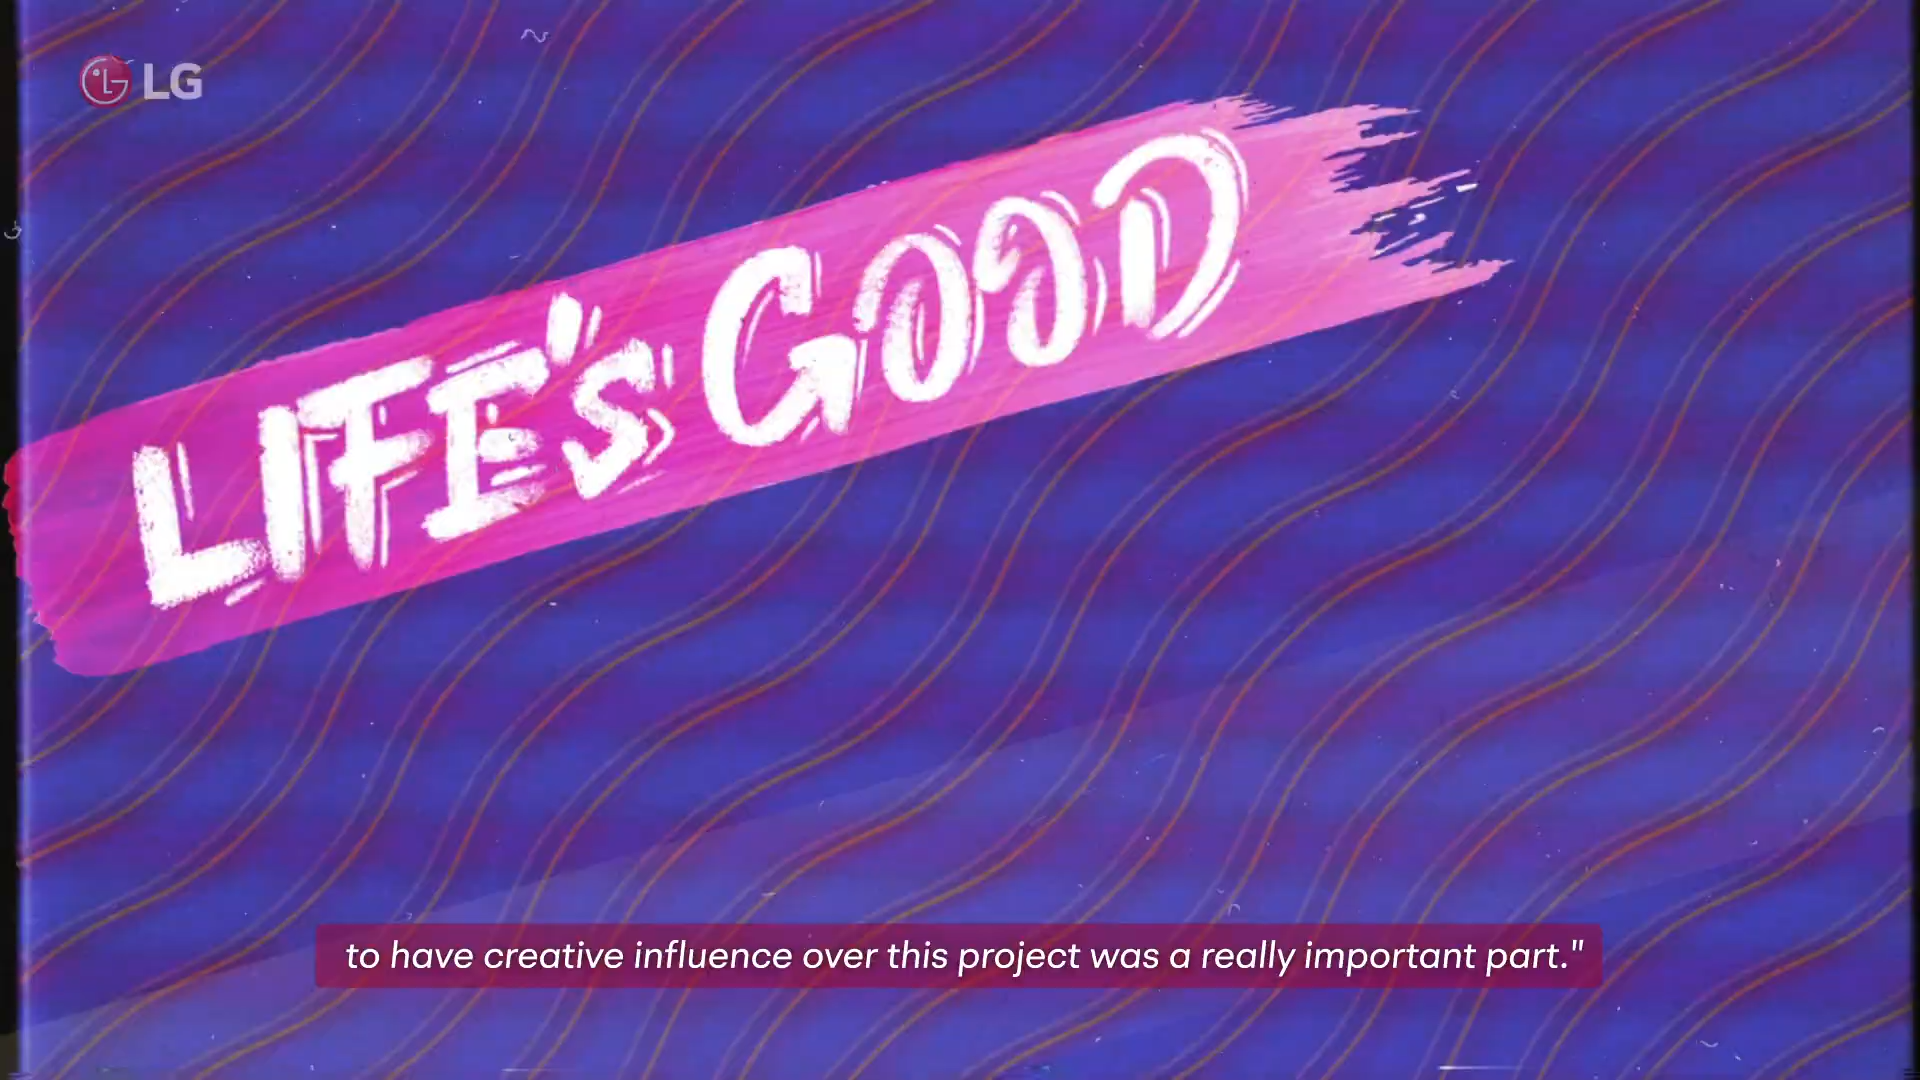 LG
LIFE'S GOOD
to have creative influence over this project was a really important part."